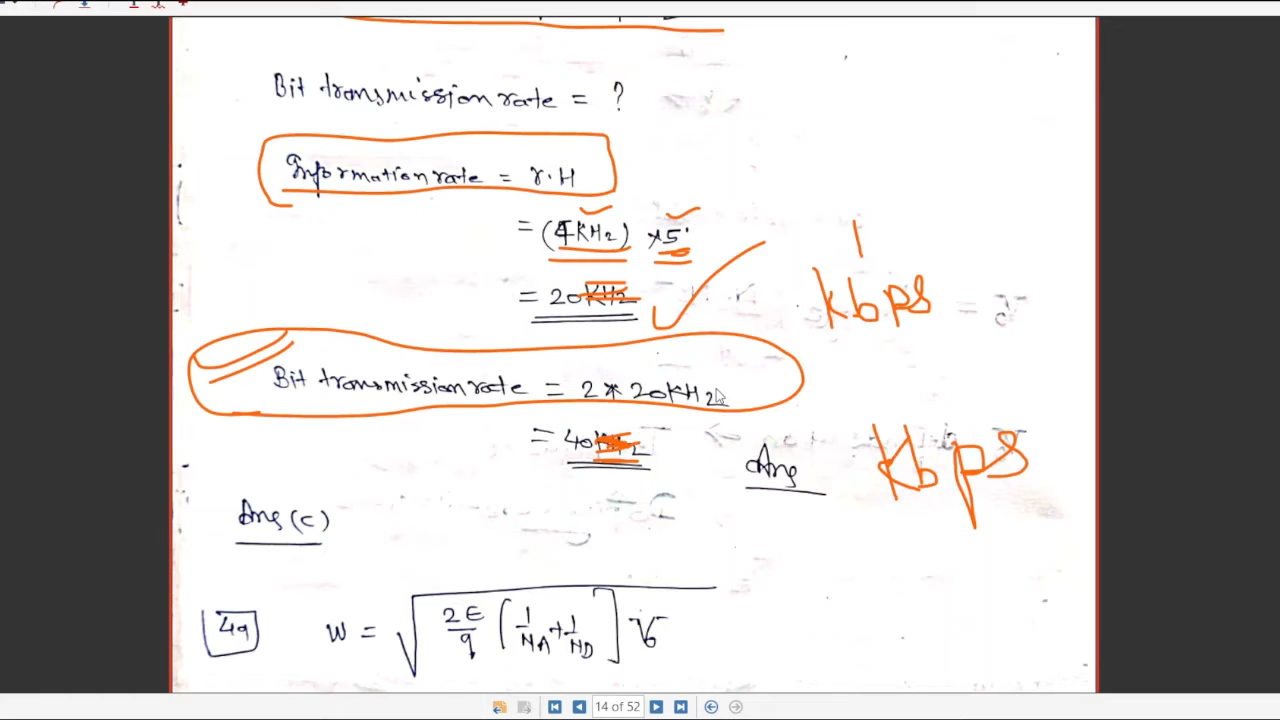 Bit transmission rate = ?
Information rate = r.H
= (4KHz) *5
= 20KHz
kbps
Bit transmission rate = 2 * 20KHz
= 40KHz
Ans
kbps
Ans (c)
49 W = √ 2ε/q [1/NA + 1/ND] V0
14 of 52